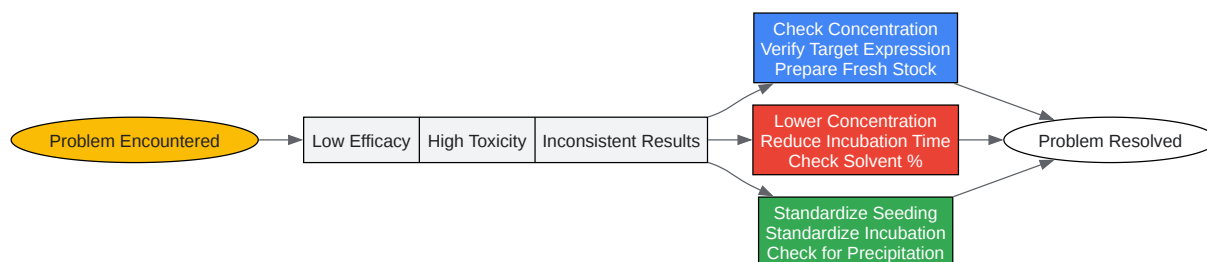 Problem Encountered
Low Efficacy
High Toxicity
Inconsistent Results
Check Concentration
Verify Target Expression
Prepare Fresh Stock
Lower Concentration
Reduce Incubation Time
Check Solvent %
Standardize Seeding
Standardize Incubation
Check for Precipitation
Problem Resolved